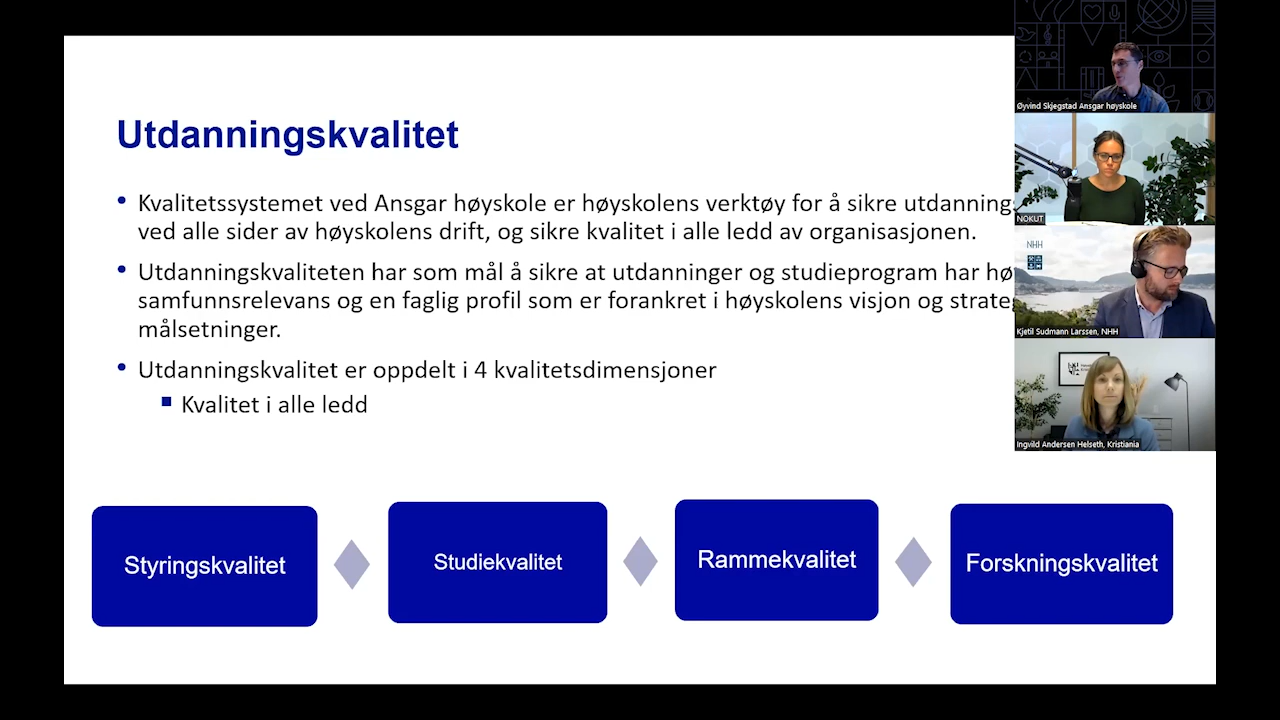 Utdanningskvalitet
• Kvalitetssystemet ved Ansgar høyskole er høyskolens verktøy for å sikre utdanning
ved alle sider av høyskolens drift, og sikre kvalitet i alle ledd av organisasjonen.
• Utdanningskvaliteten har som mål å sikre at utdanninger og studieprogram har hø
samfunnsrelevans og en faglig profil som er forankret i høyskolens visjon og strate
målsetninger.
• Utdanningskvalitet er oppdelt i 4 kvalitetsdimensjoner
▪ Kvalitet i alle ledd
Styringskvalitet
Studiekvalitet
Rammekvalitet
Forskningskvalitet
Øyvind Skjegstad Ansgar høyskole
NOKUT
NHH
Kjetil Sudmann Larssen, NHH
Ingvild Andersen Helseth, Kristiania